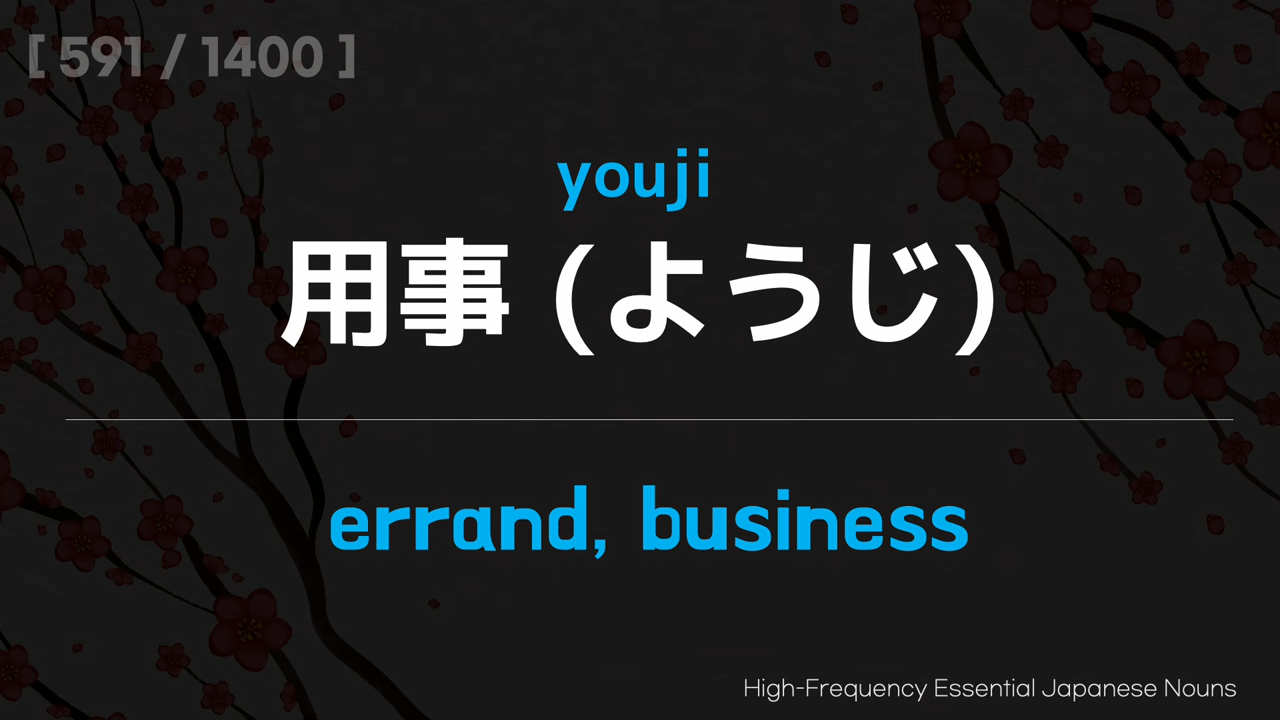 [ 591 / 1400 ]
youji
用事 (ようじ)
errand, business
High-Frequency Essential Japanese Nouns